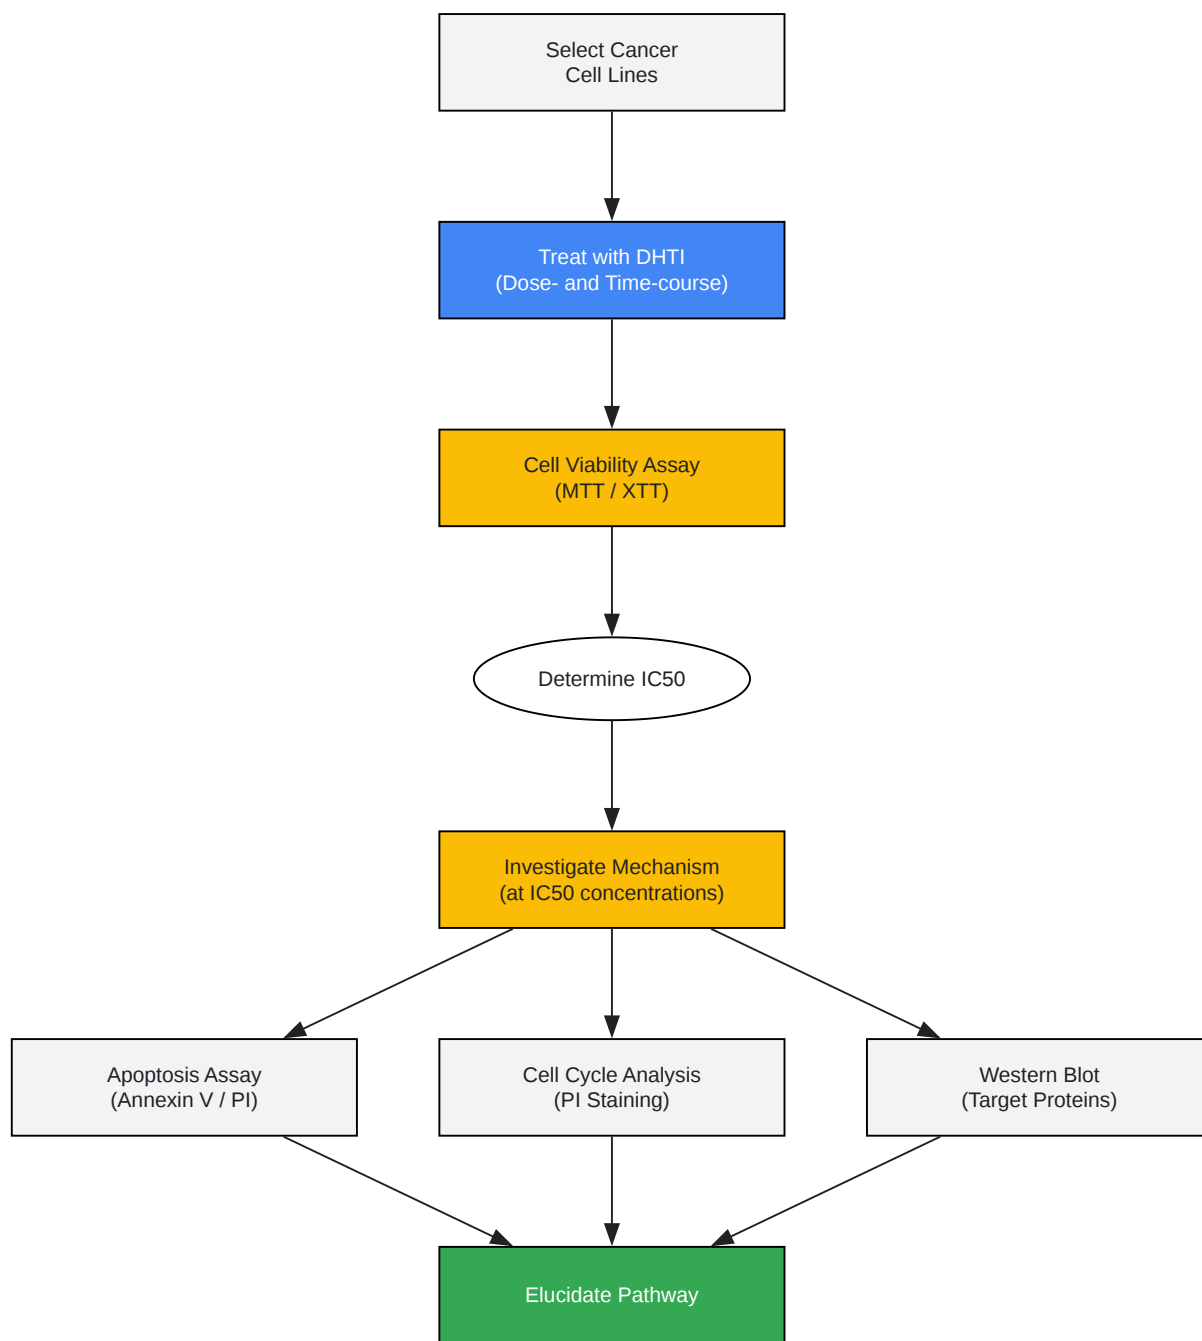 Select Cancer
Cell Lines
Treat with DHTI
(Dose- and Time-course)
Cell Viability Assay
(MTT / XTT)
Determine IC50
Investigate Mechanism
(at IC50 concentrations)
Apoptosis Assay
(Annexin V / PI)
Cell Cycle Analysis
(PI Staining)
Western Blot
(Target Proteins)
Elucidate Pathway